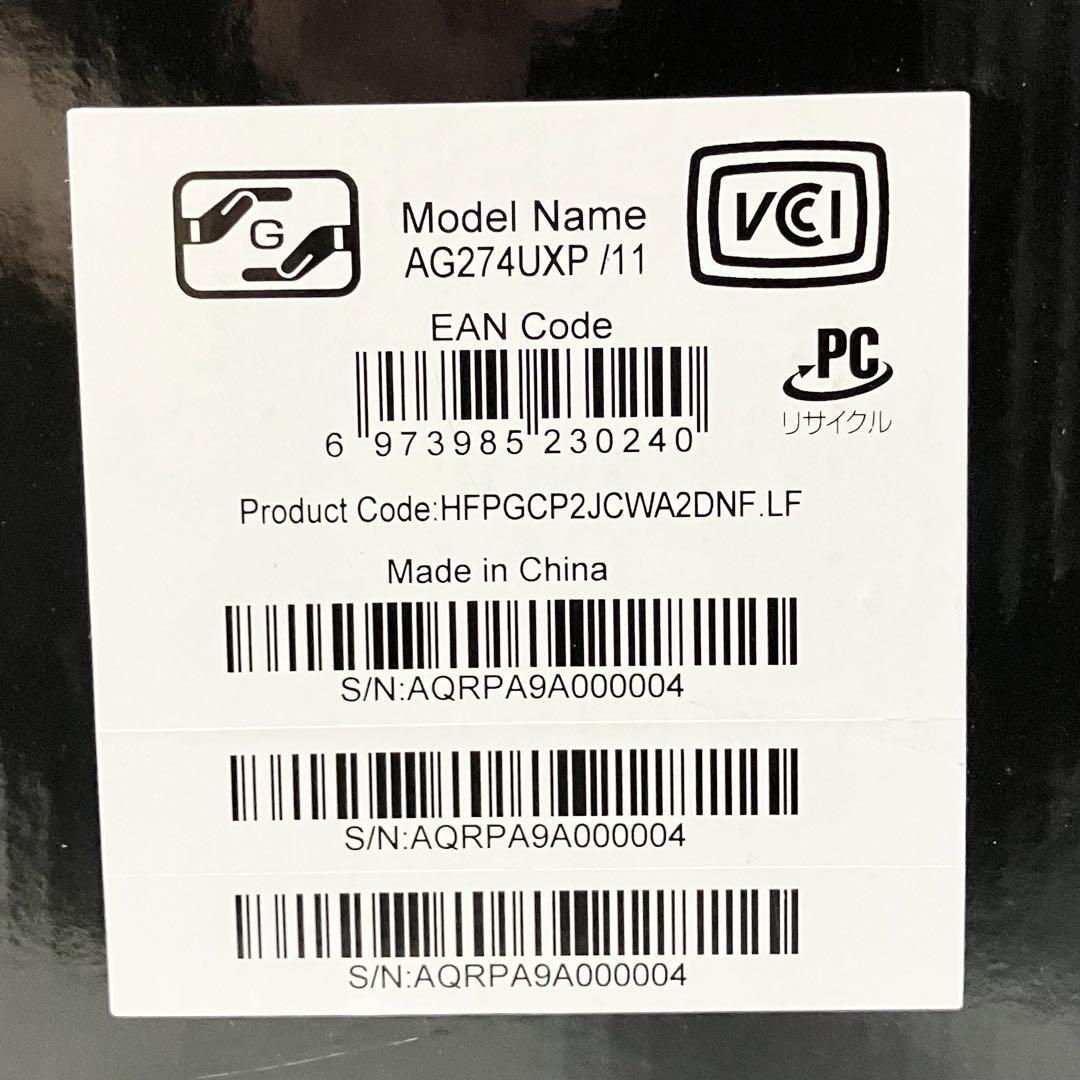 G
Model Name
VCCI
AG274UXP /11
EAN Code
6 973985 230240
PC
リサイクル
Product Code:HFPGCP2JCWA2DNF.LF
Made in China
S/N:AQRPA9A000004
S/N:AQRPA9A000004
S/N:AQRPA9A000004